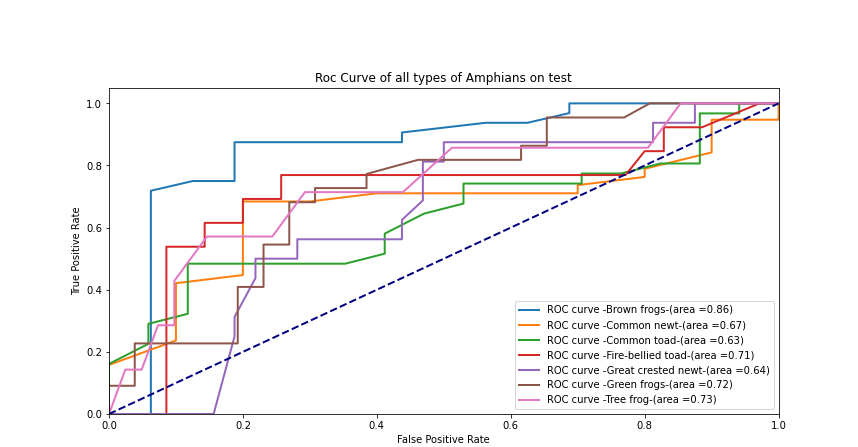 Roc Curve of all types of Amphians on test
True Positive Rate
1.0
0.8
0.6
0.4
0.2
0.0
ROC curve -Brown frogs-(area =0.86)
ROC curve -Common newt-(area =0.67)
ROC curve -Common toad-(area =0.63)
ROC curve -Fire-bellied toad-(area =0.71)
ROC curve -Great crested newt-(area =0.64)
ROC curve -Green frogs-(area =0.72)
ROC curve -Tree frog-(area =0.73)
0.0 0.2 0.4 0.6 0.8 1.0
False Positive Rate